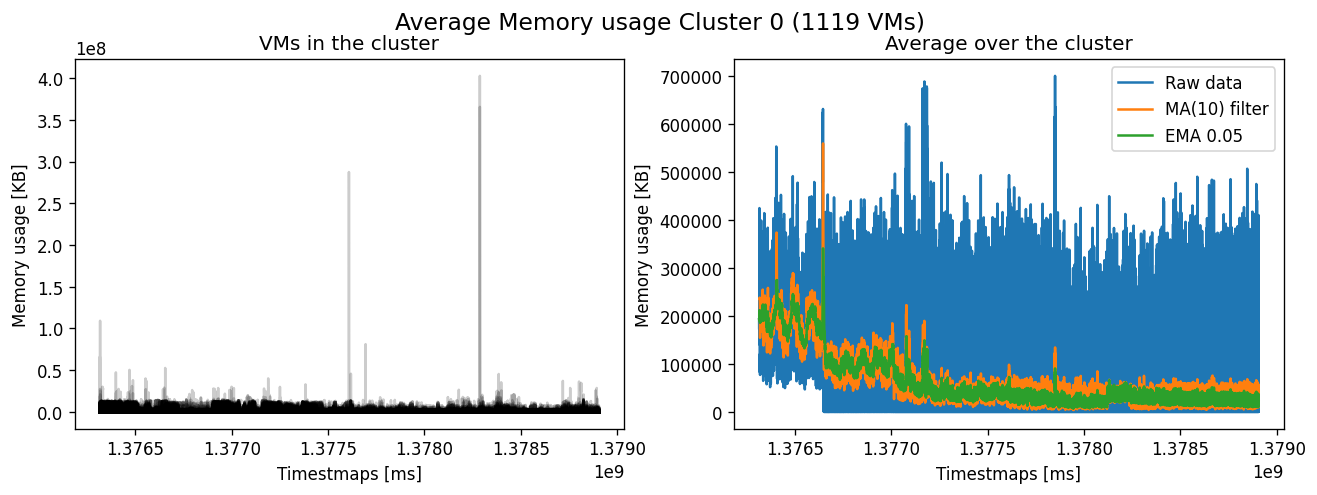 Average Memory usage Cluster 0 (1119 VMs)
VMs in the cluster
1e8
4.0
3.5
3.0
2.5
2.0
1.5
1.0
0.5
0.0
Memory usage [KB]
1.3765 1.3770 1.3775 1.3780 1.3785 1.3790
1e9
Timestmaps [ms]
Average over the cluster
700000
600000
500000
400000
300000
200000
100000
0
Memory usage [KB]
Raw data
MA(10) filter
EMA 0.05
1.3765 1.3770 1.3775 1.3780 1.3785 1.3790
1e9
Timestmaps [ms]